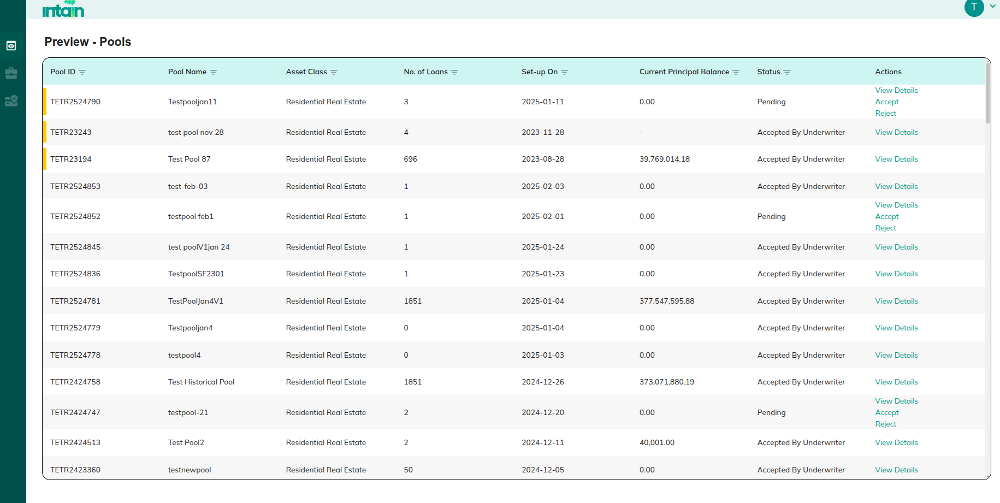 intain
T
Preview - Pools
Pool ID Pool Name Asset Class No. of Loans Set-up On Current Principal Balance Status Actions
TETR2524790 Testpooljan11 Residential Real Estate 3 2025-01-11 0.00 Pending View Details
Accept
Reject
TETR23243 test pool nov 28 Residential Real Estate 4 2023-11-28 - Accepted By Underwriter View Details
TETR23194 Test Pool 87 Residential Real Estate 696 2023-08-28 39,769,014.18 Accepted By Underwriter View Details
TETR2524853 test-feb-03 Residential Real Estate 1 2025-02-03 0.00 Accepted By Underwriter View Details
TETR2524852 testpool feb1 Residential Real Estate 1 2025-02-01 0.00 Pending View Details
Accept
Reject
TETR2524845 test poolV1jan 24 Residential Real Estate 1 2025-01-24 0.00 Accepted By Underwriter View Details
TETR2524836 TestpoolSF2301 Residential Real Estate 1 2025-01-23 0.00 Accepted By Underwriter View Details
TETR2524781 TestPoolJan4V1 Residential Real Estate 1851 2025-01-04 377,547,595.88 Accepted By Underwriter View Details
TETR2524779 Testpooljan4 Residential Real Estate 0 2025-01-04 0.00 Accepted By Underwriter View Details
TETR2524778 testpool4 Residential Real Estate 0 2025-01-03 0.00 Accepted By Underwriter View Details
TETR2424758 Test Historical Pool Residential Real Estate 1851 2024-12-26 373,071,880.19 Accepted By Underwriter View Details
TETR2424747 testpool-21 Residential Real Estate 2 2024-12-20 0.00 Pending View Details
Accept
Reject
TETR2424513 Test Pool2 Residential Real Estate 2 2024-12-11 40,001.00 Accepted By Underwriter View Details
TETR2423360 testnewpool Residential Real Estate 50 2024-12-05 0.00 Accepted By Underwriter View Details